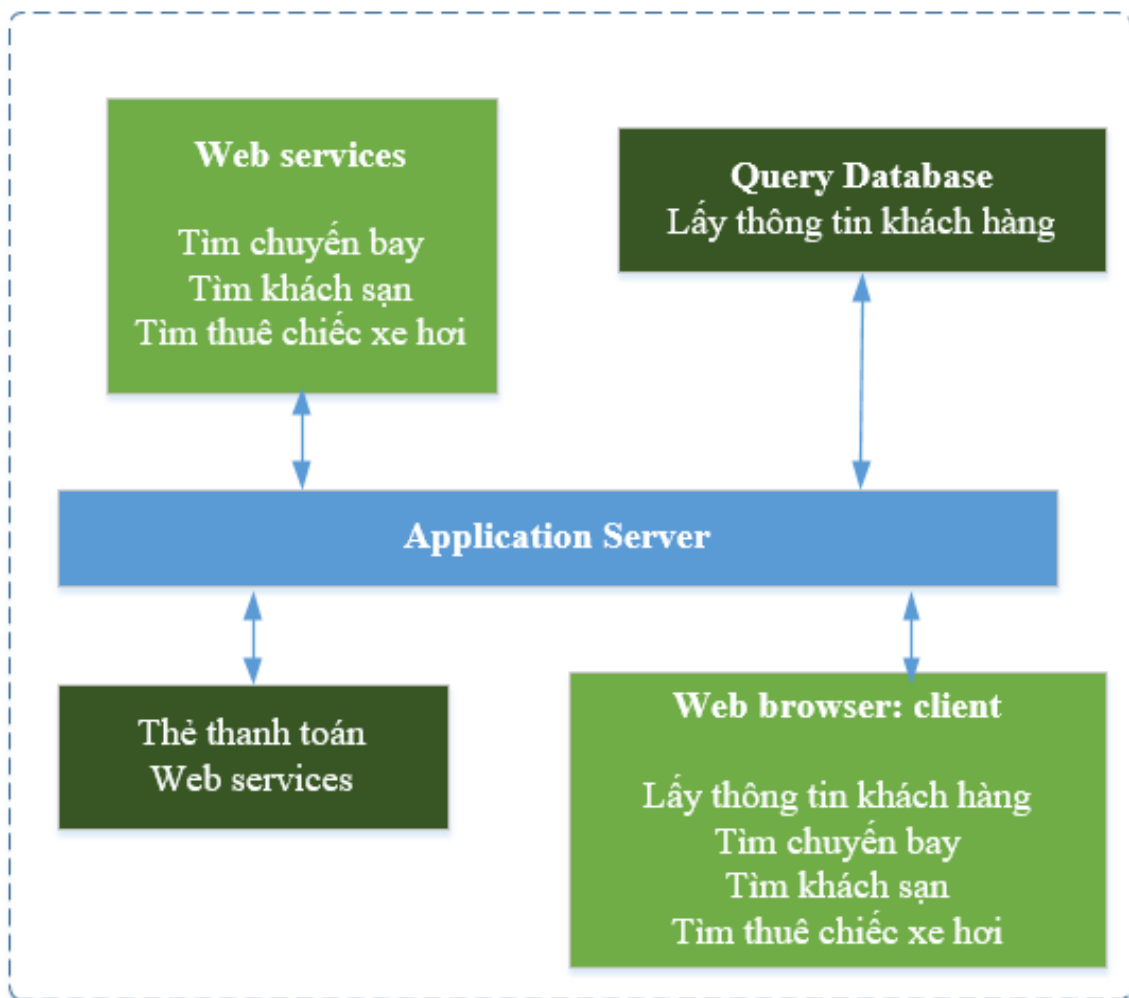 Web services
Tìm chuyến bay
Tìm khách sạn
Tìm thuê chiếc xe hơi
Query Database
Lấy thông tin khách hàng
Application Server
Thẻ thanh toán
Web services
Web browser: client
Lấy thông tin khách hàng
Tìm chuyến bay
Tìm khách sạn
Tìm thuê chiếc xe hơi